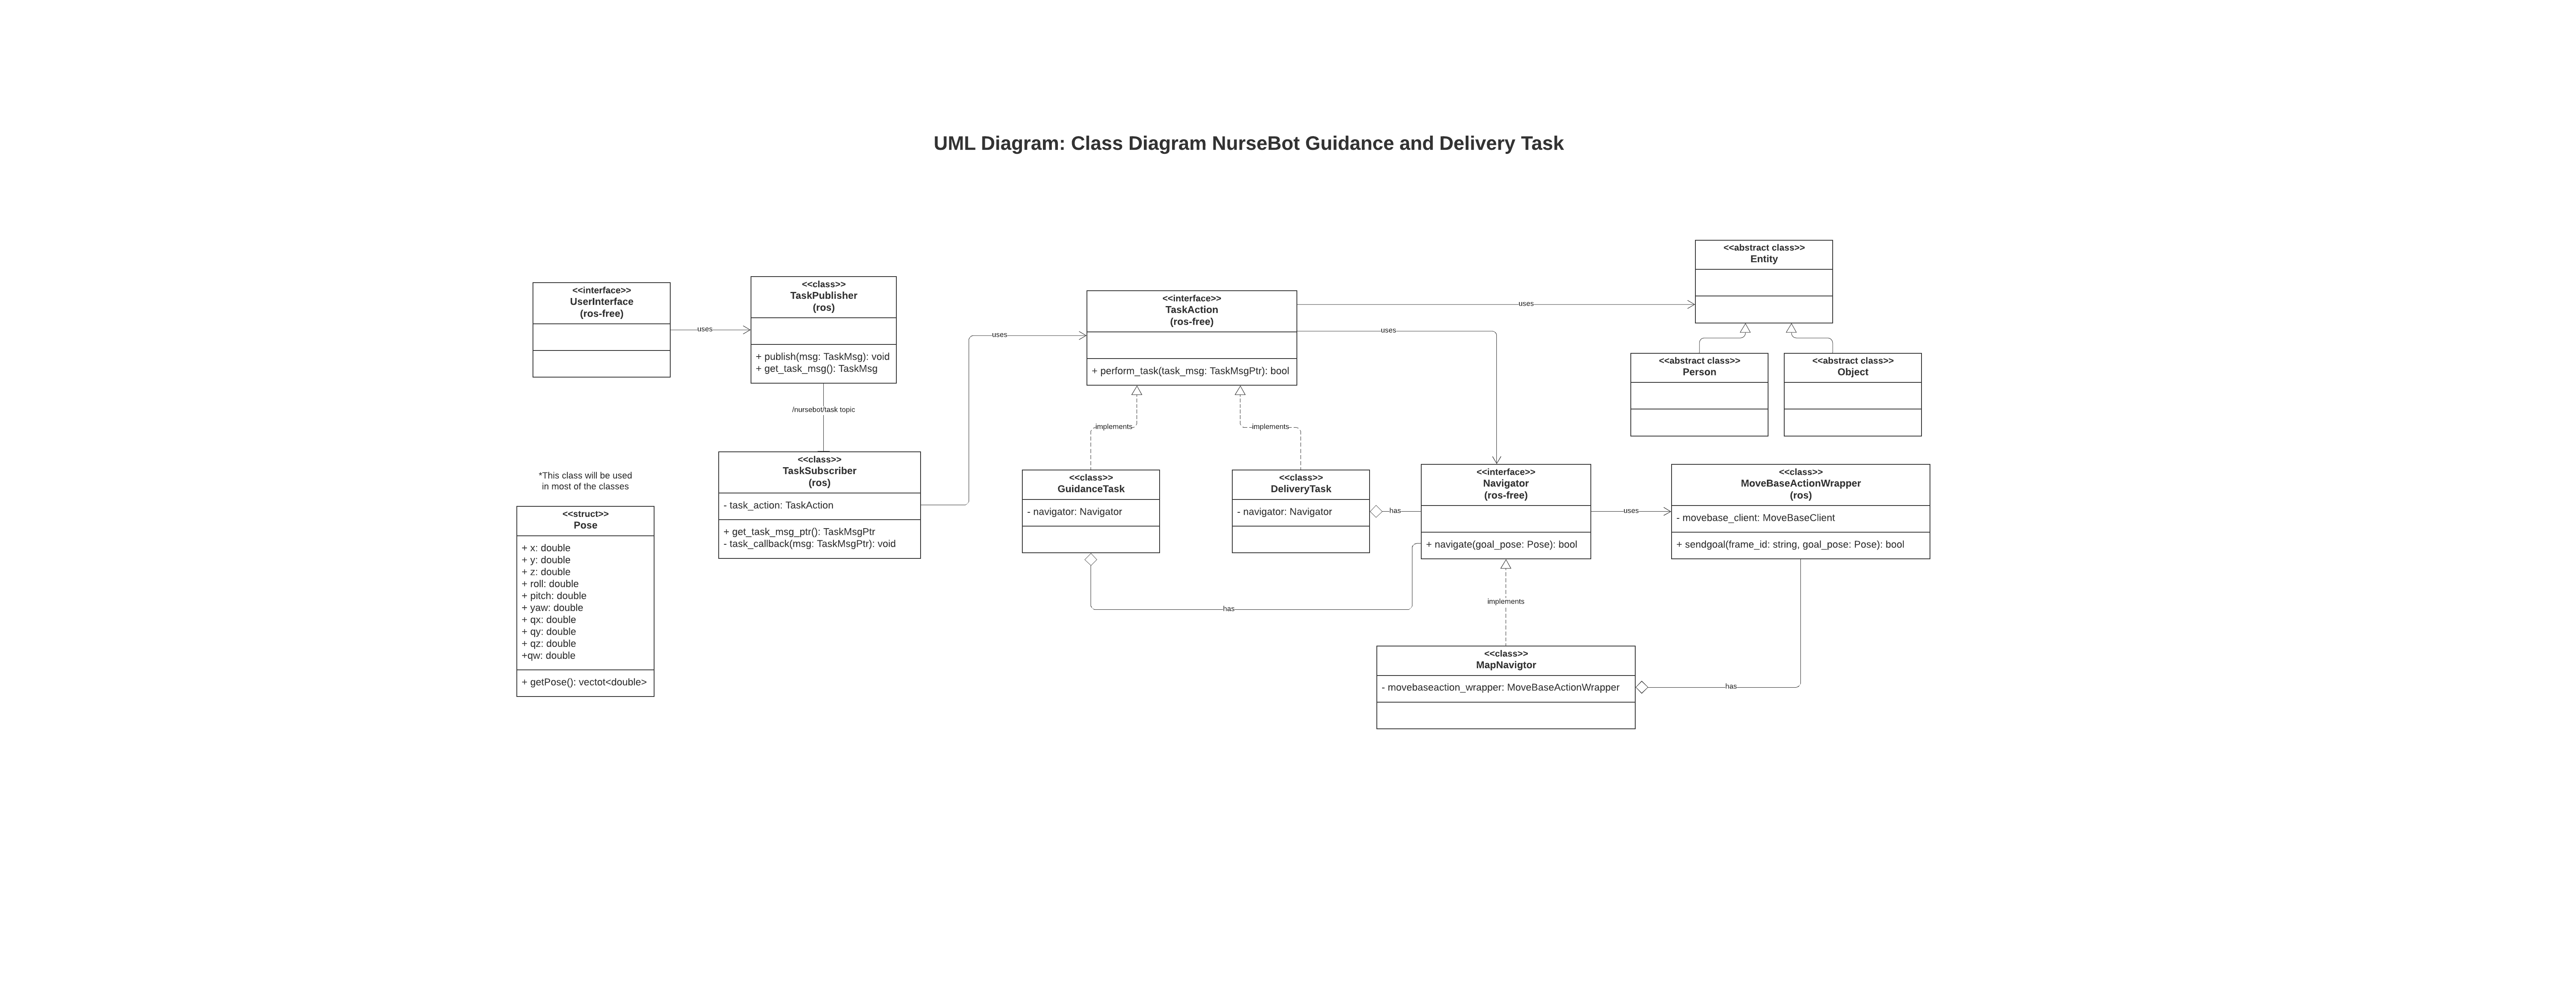 UML Diagram: Class Diagram NurseBot Guidance and Delivery Task
<<interface>>
UserInterface
(ros-free)
uses
<<class>>
TaskPublisher
(ros)
+ publish(msg: TaskMsg): void
+ get_task_msg(): TaskMsg
/nursebot/task topic
<<class>>
TaskSubscriber
(ros)
- task_action: TaskAction
+ get_task_msg_ptr(): TaskMsgPtr
- task_callback(msg: TaskMsgPtr): void
*This class will be used
in most of the classes
<<struct>>
Pose
+ x: double
+ y: double
+ z: double
+ roll: double
+ pitch: double
+ yaw: double
+ qx: double
+ qy: double
+ qz: double
+qw: double
+ getPose(): vectot<double>
uses
<<interface>>
TaskAction
(ros-free)
+ perform_task(task_msg: TaskMsgPtr): bool
uses
uses
implements
implements
<<class>>
GuidanceTask
- navigator: Navigator
<<class>>
DeliveryTask
- navigator: Navigator
has
has
<<interface>>
Navigator
(ros-free)
+ navigate(goal_pose: Pose): bool
uses
implements
<<class>>
MapNavigtor
- movebaseaction_wrapper: MoveBaseActionWrapper
has
<<abstract class>>
Entity
<<abstract class>>
Person
<<abstract class>>
Object
<<class>>
MoveBaseActionWrapper
(ros)
- movebase_client: MoveBaseClient
+ sendgoal(frame_id: string, goal_pose: Pose): bool